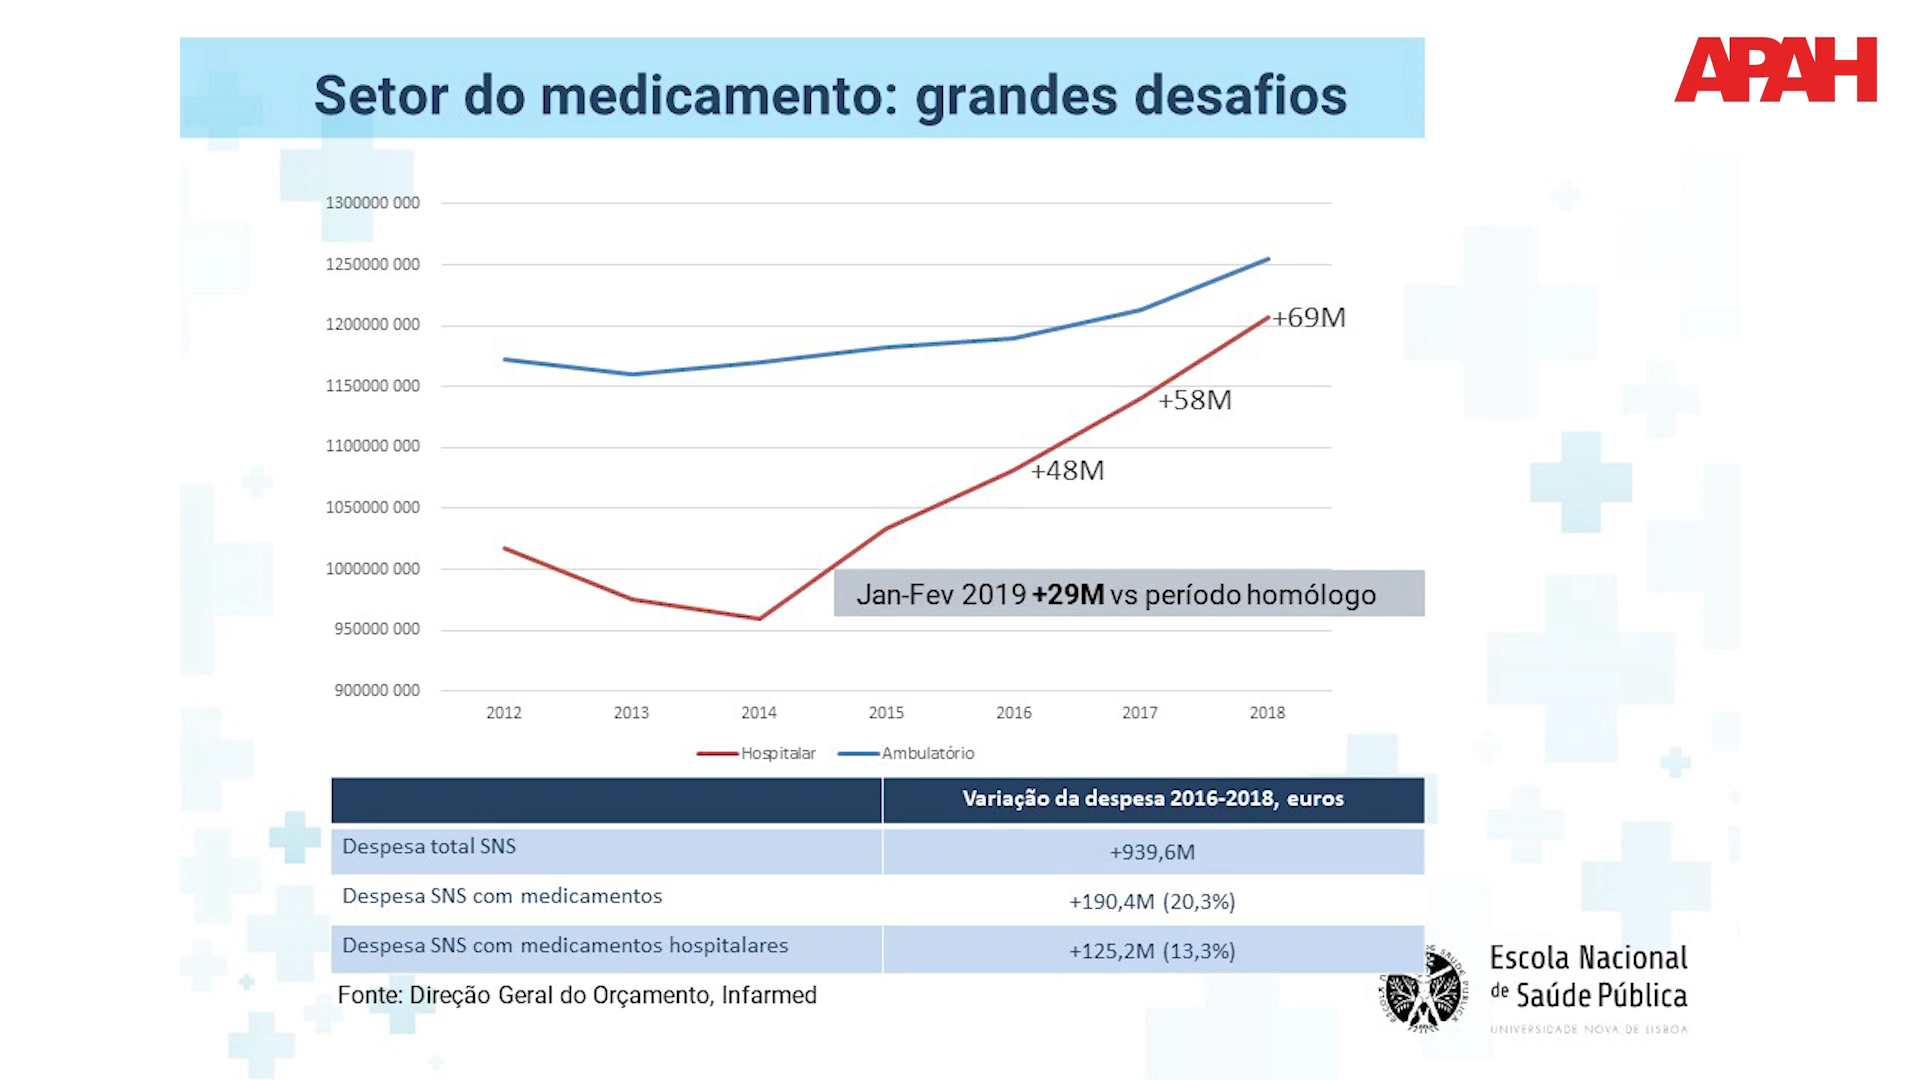 APAH
Setor do medicamento: grandes desafios
1300000 000
1250000 000
1200000 000
1150000 000
1100000 000
1050000 000
1000000 000
950000 000
900000 000
+69M
+58M
+48M
Jan-Fev 2019 +29M vs período homólogo
2012 2013 2014 2015 2016 2017 2018
Hospitalar Ambulatório
Variação da despesa 2016-2018, euros
Despesa total SNS +939,6M
Despesa SNS com medicamentos +190,4M (20,3%)
Despesa SNS com medicamentos hospitalares +125,2M (13,3%)
Fonte: Direção Geral do Orçamento, Infarmed
Escola Nacional
de Saúde Pública
UNIVERSIDADE NOVA DE LISBOA